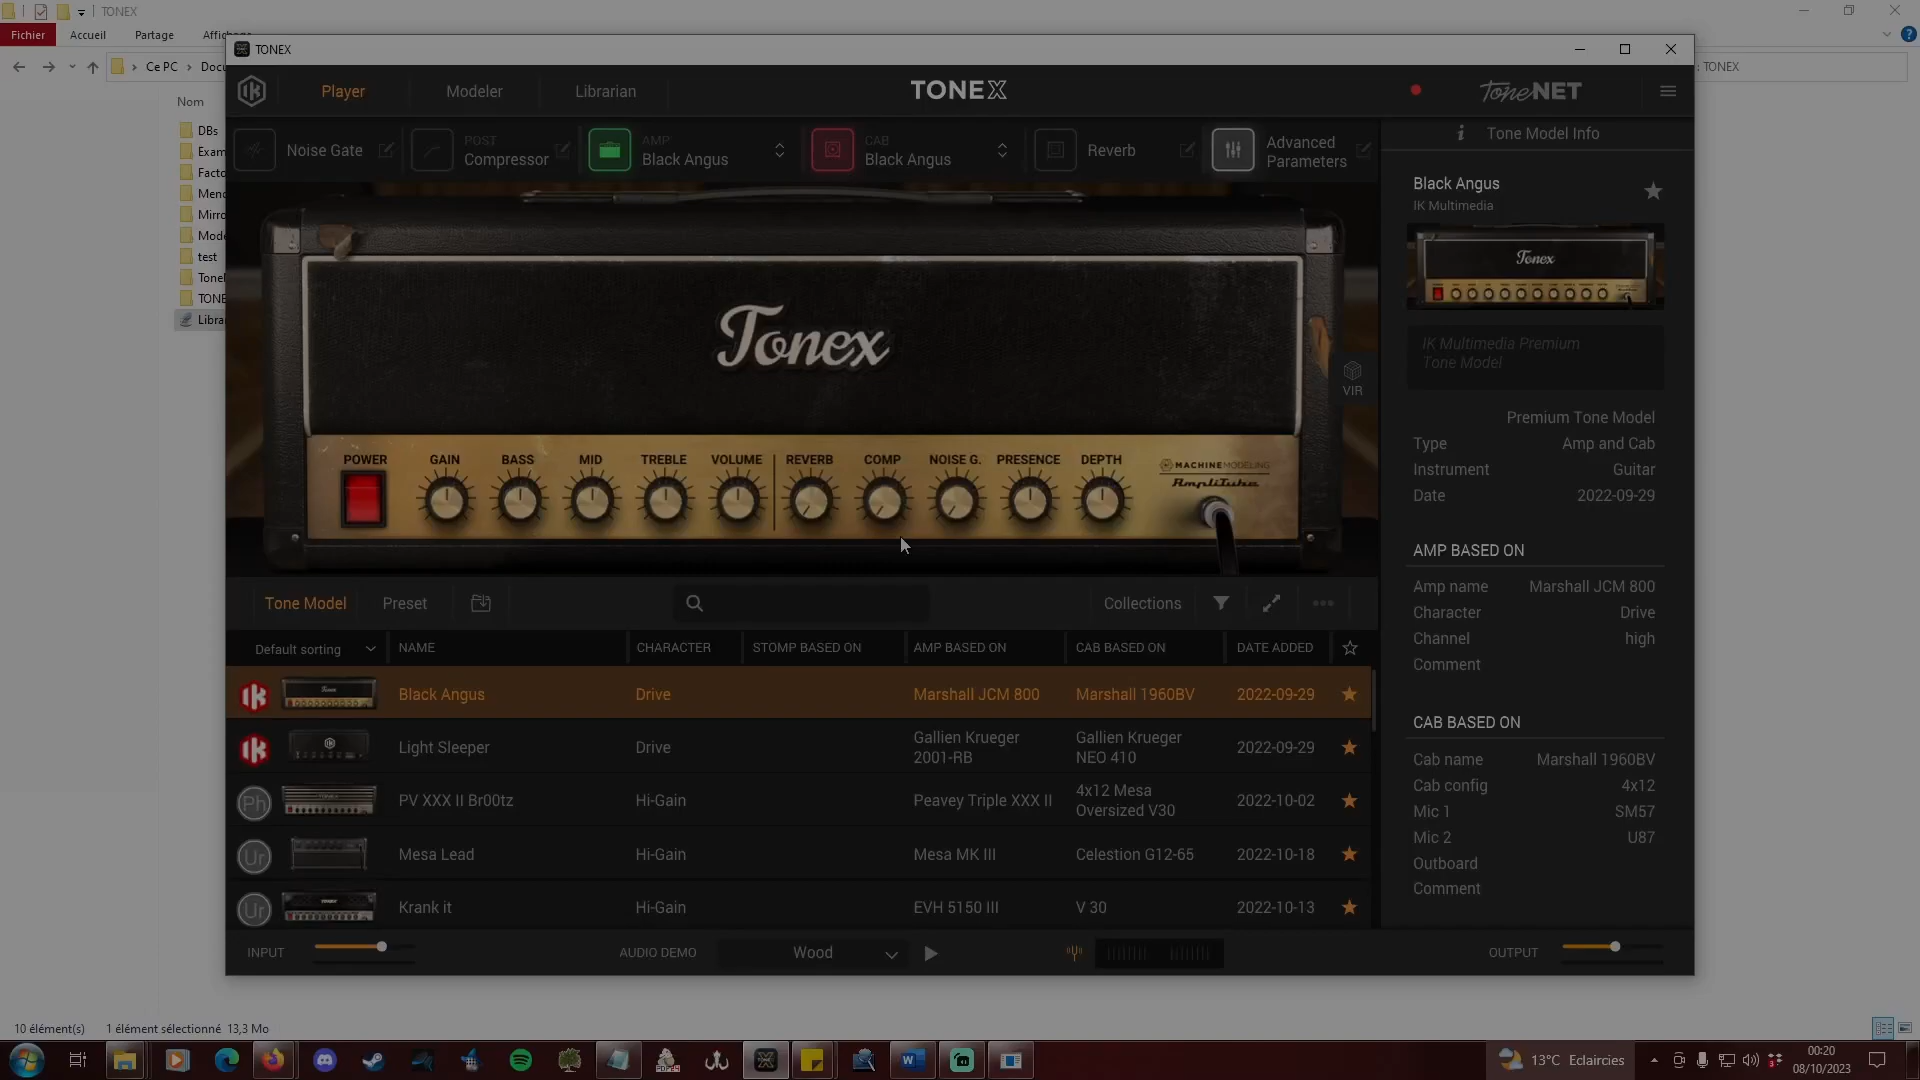 TONEX
Fichier
Accueil
Partage
Ce PC
TONEX
Nom
DBs
test
TONEX
Player
Modeler
Librarian
TONEX
ToneNET
Noise Gate
POST
Compressor
AMP
Black Angus
CAB
Black Angus
Reverb
Advanced
Parameters
Tonex
VIR
POWER
GAIN
BASS
MID
TREBLE
VOLUME
REVERB
COMP
NOISE G.
PRESENCE
DEPTH
MACHINE MODELING
AmpliTube
Tone Model Info
Black Angus
IK Multimedia
Tonex
IK Multimedia Premium
Tone Model
Premium Tone Model
Type Amp and Cab
Instrument Guitar
Date 2022-09-29
AMP BASED ON
Amp name Marshall JCM 800
Character Drive
Channel high
Comment
CAB BASED ON
Cab name Marshall 1960BV
Cab config 4x12
Mic 1 SM57
Mic 2 U87
Outboard
Comment
Tone Model
Preset
Collections
Default sorting NAME CHARACTER STOMP BASED ON AMP BASED ON CAB BASED ON DATE ADDED
Black Angus Drive Marshall JCM 800 Marshall 1960BV 2022-09-29
Light Sleeper Drive Gallien Krueger 2001-RB Gallien Krueger NEO 410 2022-09-29
Ph PV XXX II Br00tz Hi-Gain Peavey Triple XXX II 4x12 Mesa Oversized V30 2022-10-02
Ur Mesa Lead Hi-Gain Mesa MK III Celestion G12-65 2022-10-18
Ur Krank it Hi-Gain EVH 5150 III V 30 2022-10-13
INPUT
AUDIO DEMO
Wood
OUTPUT
10 élément(s) 1 élément sélectionné 13,3 Mo
13°C Eclaircies
00:20
08/10/2023